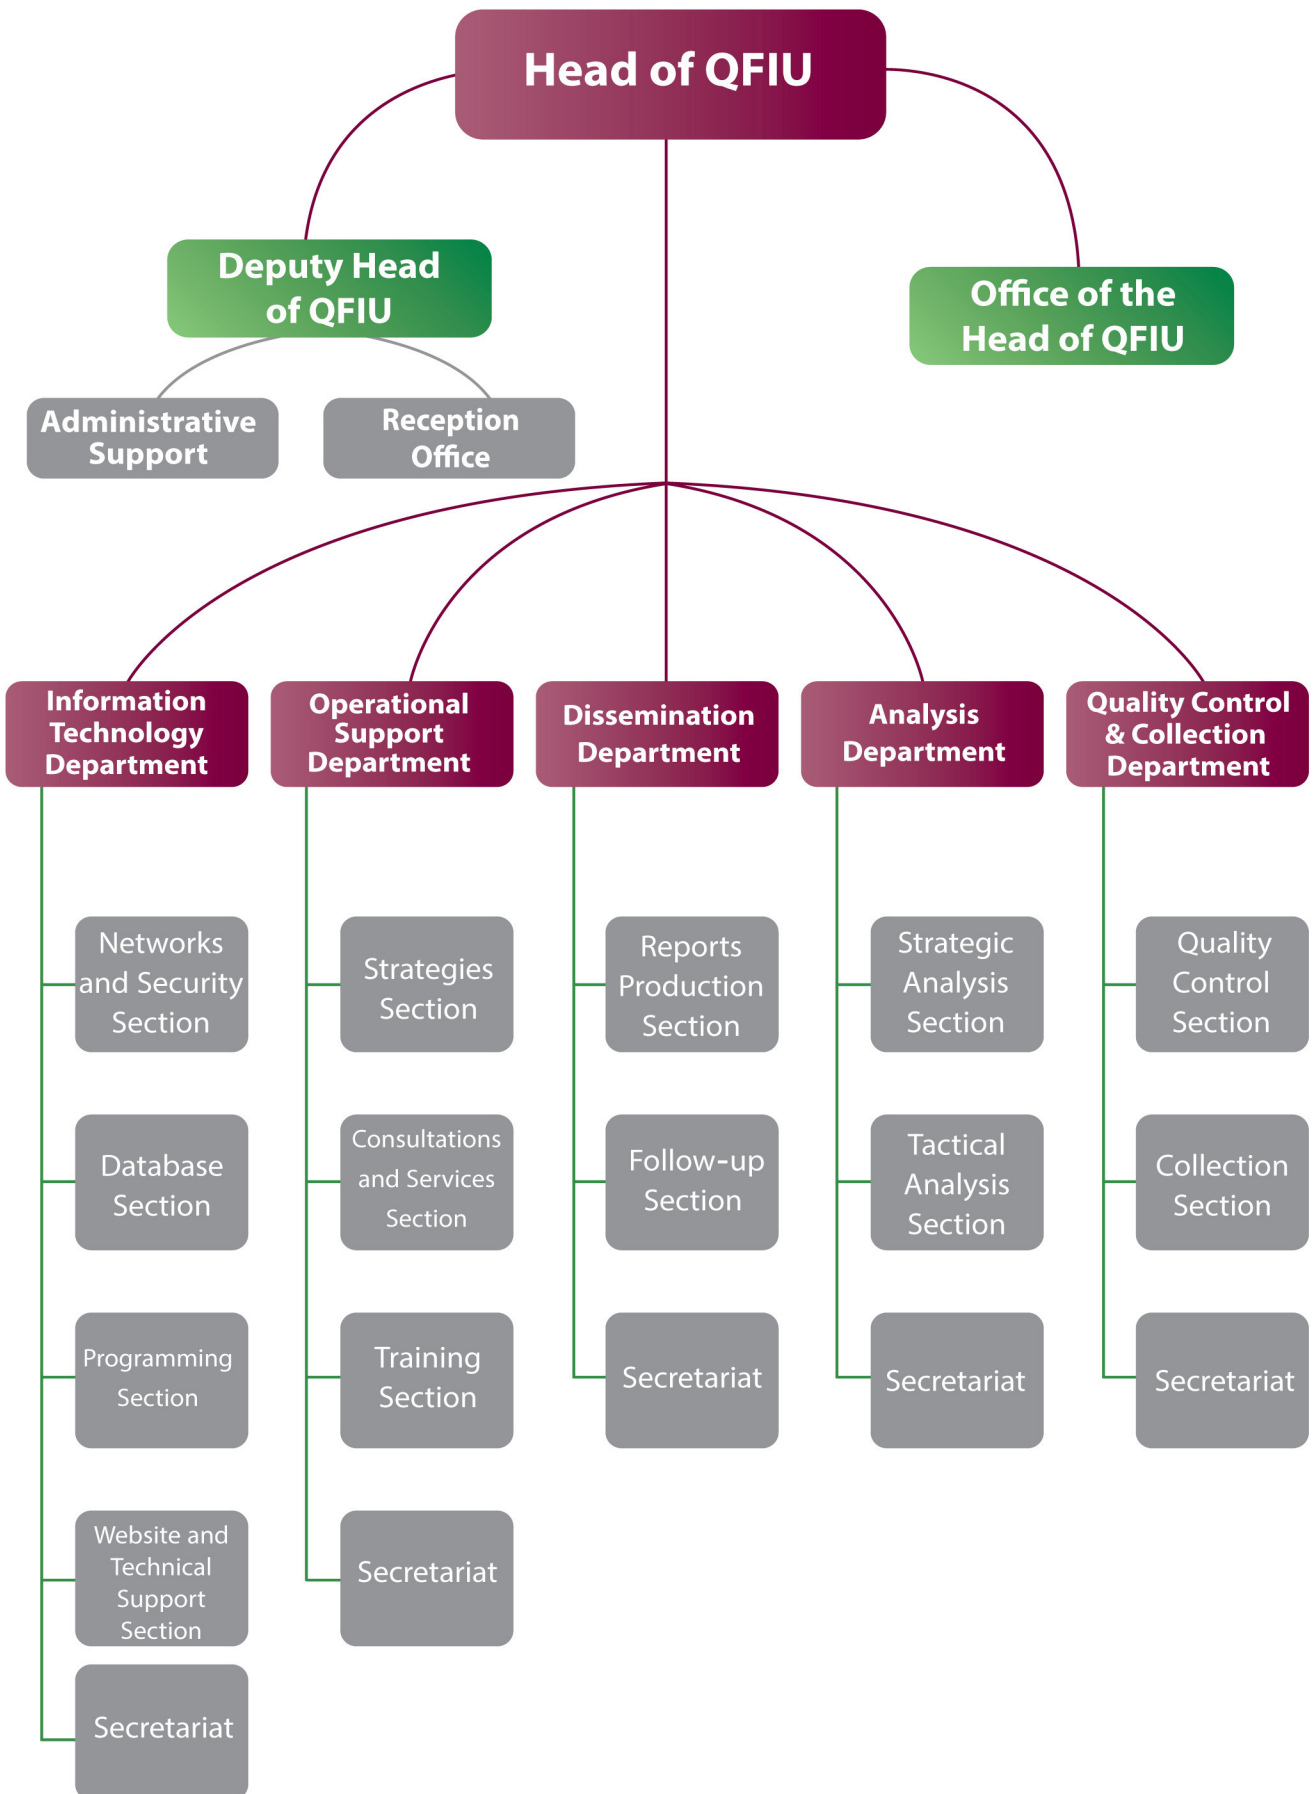 Head of QFIU
Deputy Head
of QFIU
Office of the
Head of QFIU
Administrative
Support
Reception
Office
Information
Technology
Department
Operational
Support
Department
Dissemination
Department
Analysis
Department
Quality Control
& Collection
Department
Networks
and Security
Section
Database
Section
Programming
Section
Website and
Technical
Support
Section
Secretariat
Strategies
Section
Consultations
and Services
Section
Training
Section
Secretariat
Reports
Production
Section
Follow-up
Section
Secretariat
Strategic
Analysis
Section
Tactical
Analysis
Section
Secretariat
Quality
Control
Section
Collection
Section
Secretariat